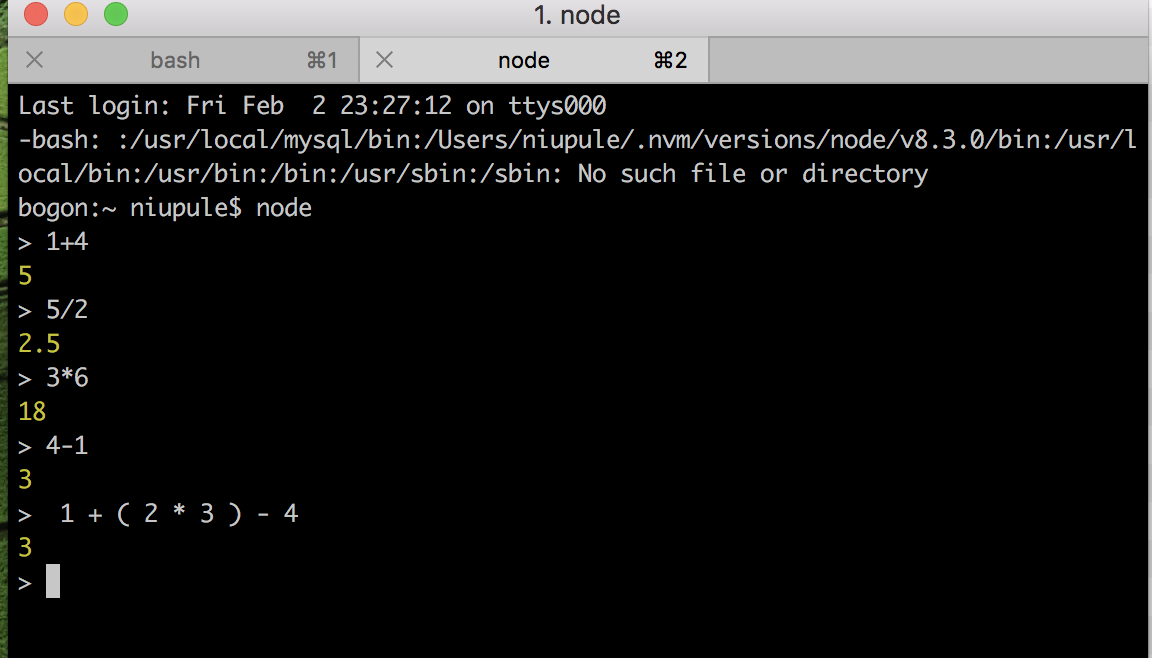 1. node
bash ⌘1
node ⌘2
Last login: Fri Feb  2 23:27:12 on ttys000
-bash: :/usr/local/mysql/bin:/Users/niupule/.nvm/versions/node/v8.3.0/bin:/usr/l
ocal/bin:/usr/bin:/bin:/usr/sbin:/sbin: No such file or directory
bogon:~ niupule$ node
> 1+4
5
> 5/2
2.5
> 3*6
18
> 4-1
3
>  1 + ( 2 * 3 ) - 4
3
>